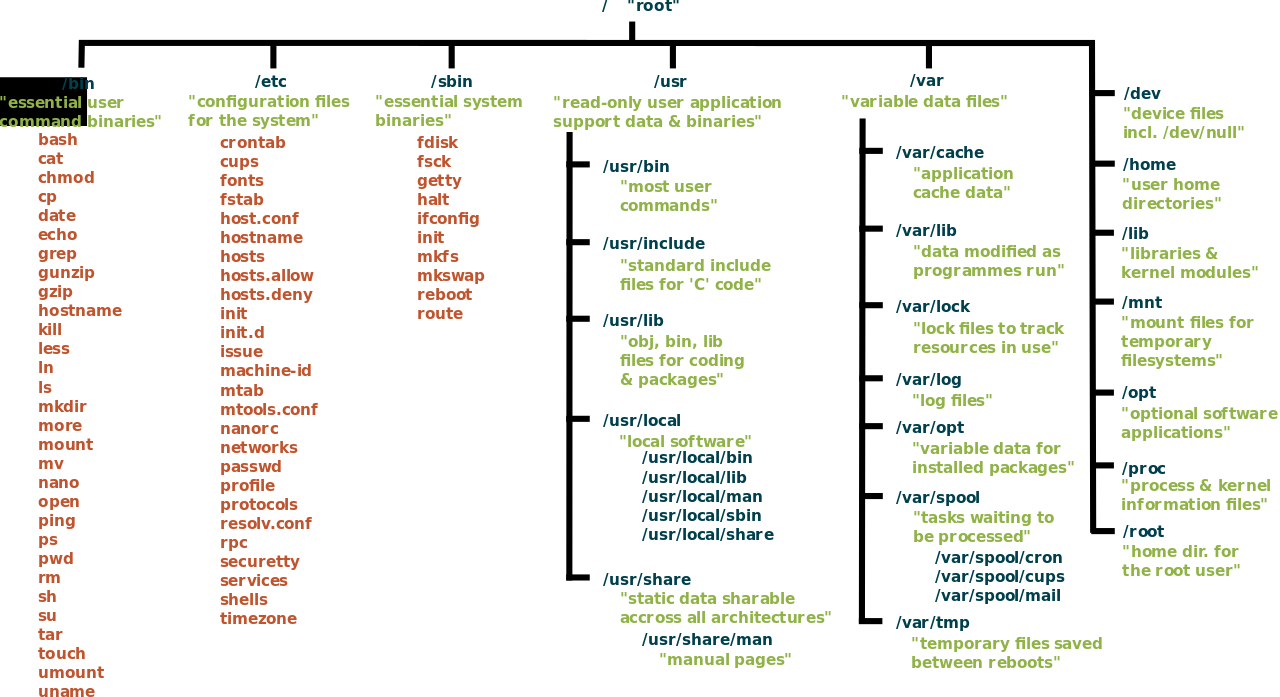 / "root"
/bin
"essential user
command binaries"
bash
cat
chmod
cp
date
echo
grep
gunzip
gzip
hostname
kill
less
ln
ls
mkdir
more
mount
mv
nano
open
ping
ps
pwd
rm
sh
su
tar
touch
umount
uname
/etc
"configuration files
for the system"
crontab
cups
fonts
fstab
host.conf
hostname
hosts
hosts.allow
hosts.deny
init
init.d
issue
machine-id
mtab
mtools.conf
nanorc
networks
passwd
profile
protocols
resolv.conf
rpc
securetty
services
shells
timezone
/sbin
"essential system
binaries"
fdisk
fsck
getty
halt
ifconfig
init
mkfs
mkswap
reboot
route
/usr
"read-only user application
support data & binaries"
/usr/bin
"most user
commands"
/usr/include
"standard include
files for 'C' code"
/usr/lib
"obj, bin, lib
files for coding
& packages"
/usr/local
"local software"
/usr/local/bin
/usr/local/lib
/usr/local/man
/usr/local/sbin
/usr/local/share
/usr/share
"static data sharable
accross all architectures"
/usr/share/man
"manual pages"
/var
"variable data files"
/var/cache
"application
cache data"
/var/lib
"data modified as
programmes run"
/var/lock
"lock files to track
resources in use"
/var/log
"log files"
/var/opt
"variable data for
installed packages"
/var/spool
"tasks waiting to
be processed"
/var/spool/cron
/var/spool/cups
/var/spool/mail
/var/tmp
"temporary files saved
between reboots"
/dev
"device files
incl. /dev/null"
/home
"user home
directories"
/lib
"libraries &
kernel modules"
/mnt
"mount files for
temporary
filesystems"
/opt
"optional software
applications"
/proc
"process & kernel
information files"
/root
"home dir. for
the root user"